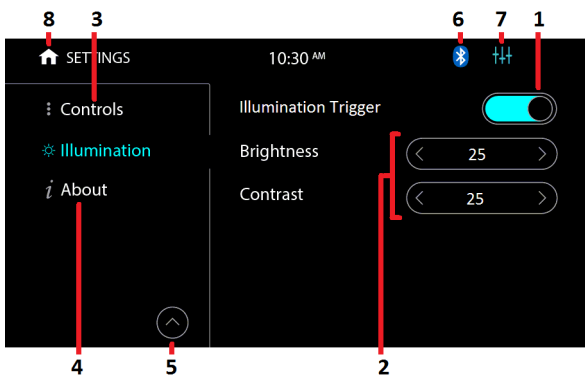 8 3 6 7 1
SETTINGS 10:30 AM
Controls Illumination Trigger
Illumination Brightness 25
i About Contrast 25
4 5 2